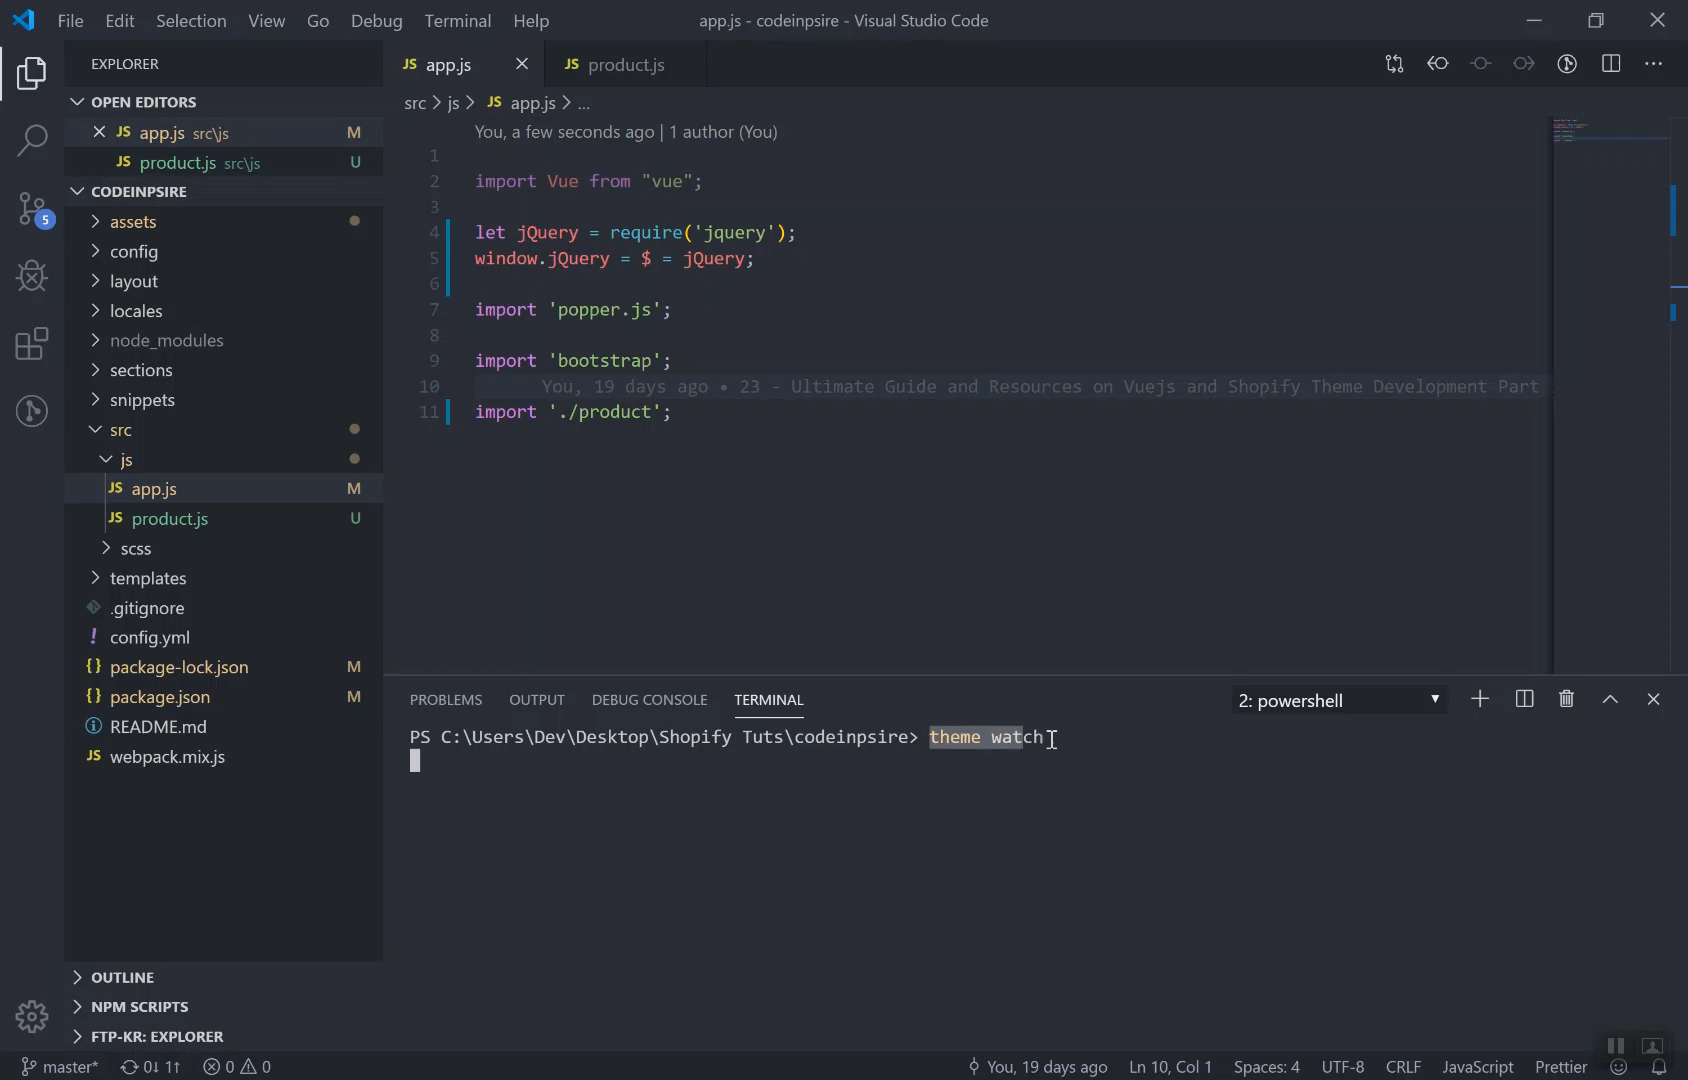 File Edit Selection View Go Debug Terminal Help
app.js - codeinpsire - Visual Studio Code
EXPLORER
OPEN EDITORS
JS app.js src\js M
JS product.js src\js U
CODEINPSIRE
assets
config
layout
locales
node_modules
sections
snippets
src
js
JS app.js M
JS product.js U
scss
templates
.gitignore
! config.yml
{} package-lock.json M
{} package.json M
README.md
JS webpack.mix.js
OUTLINE
NPM SCRIPTS
FTP-KR: EXPLORER
5
JS app.js
JS product.js
src > js > JS app.js > ...
You, a few seconds ago | 1 author (You)
1
2 import Vue from "vue";
3
4 let jQuery = require('jquery');
5 window.jQuery = $ = jQuery;
6
7 import 'popper.js';
8
9 import 'bootstrap';
10 You, 19 days ago • 23 - Ultimate Guide and Resources on Vuejs and Shopify Theme Development Part
11 import './product';
PROBLEMS OUTPUT DEBUG CONSOLE TERMINAL
2: powershell
PS C:\Users\Dev\Desktop\Shopify Tuts\codeinpsire> theme watch
master* 0↓ 1↑ 0 0
You, 19 days ago Ln 10, Col 1 Spaces: 4 UTF-8 CRLF JavaScript Prettier